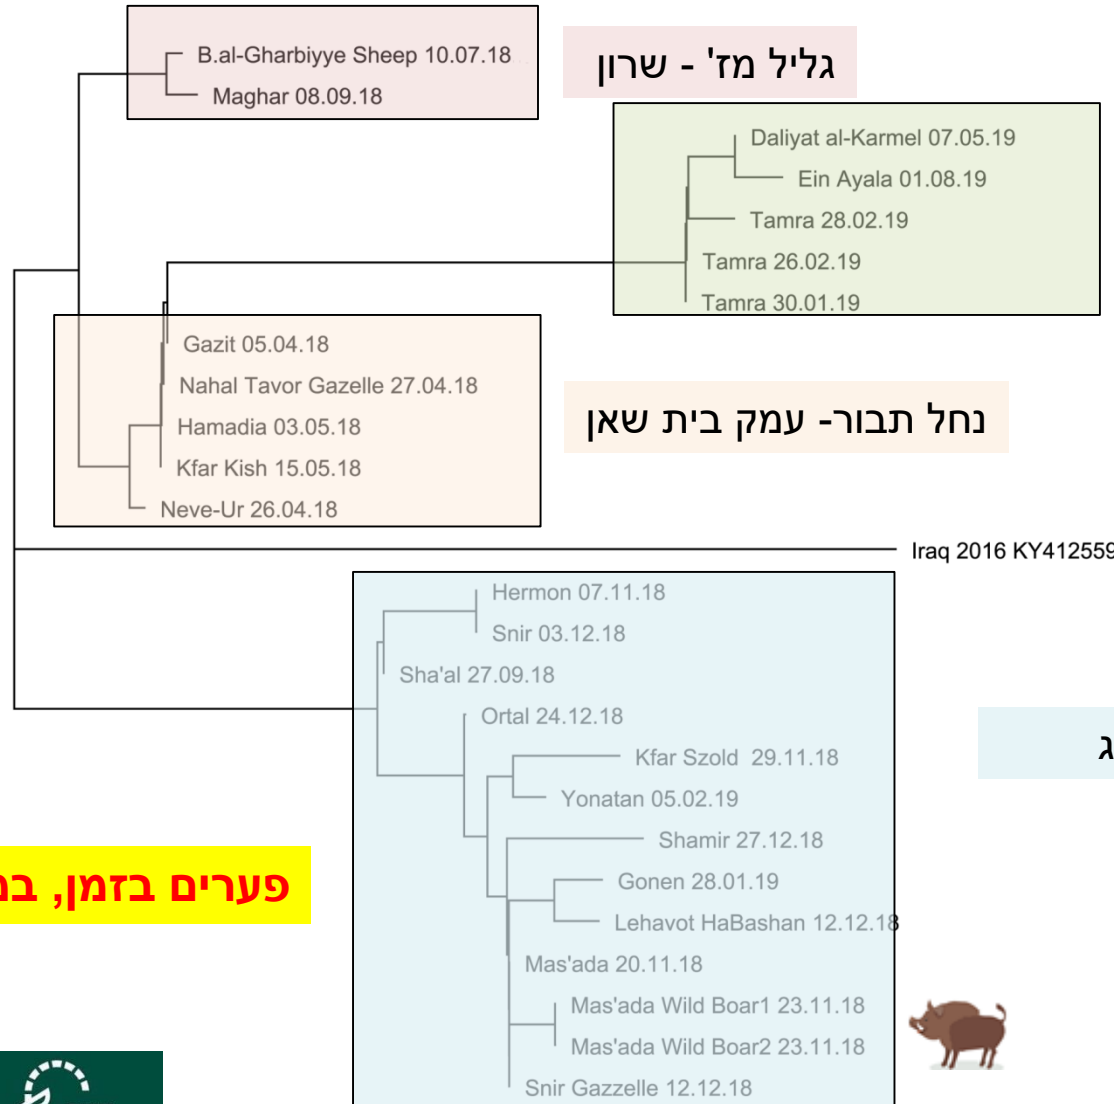 B.al-Gharbiyye Sheep 10.07.18
גליל מז' - שרון
Maghar 08.09.18
Daliyat al-Karmel 07.05.19
Ein Ayala 01.08.19
Tamra 28.02.19
Tamra 26.02.19
Tamra 30.01.19
Gazit 05.04.18
Nahal Tavor Gazelle 27.04.18
נחל תבור- עמק בית שאן
Hamadia 03.05.18
Kfar Kish 15.05.18
Neve-Ur 26.04.18
Iraq 2016 KY412559
Hermon 07.11.18
Snir 03.12.18
Sha'al 27.09.18
Ortal 24.12.18
Kfar Szold 29.11.18
Yonatan 05.02.19
Shamir 27.12.18
פערים בזמן,
Gonen 28.01.19
Lehavot HaBashan 12.12.18
Mas'ada 20.11.18
Mas'ada Wild Boar1 23.11.18
Mas'ada Wild Boar2 23.11.18
Snir Gazzelle 12.12.18